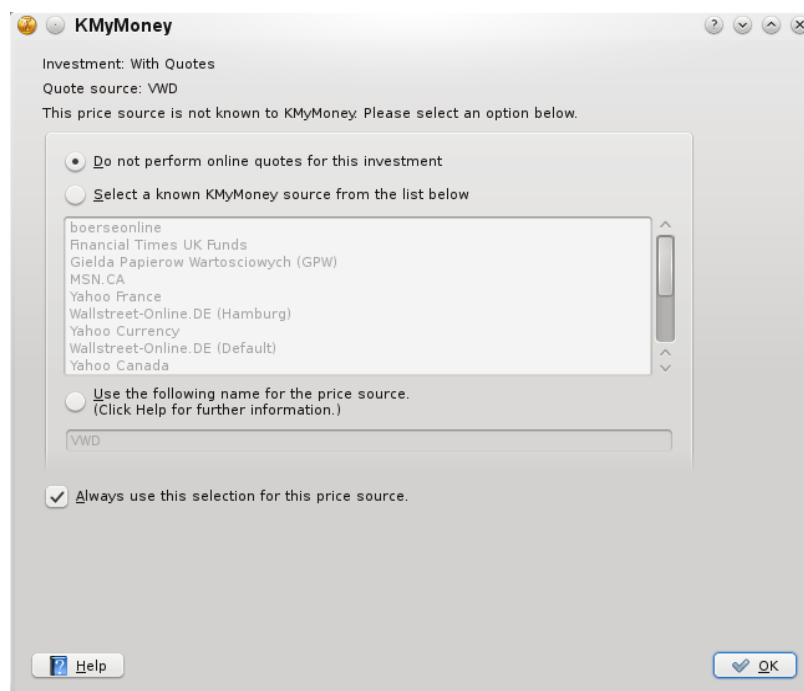 KMyMoney
Investment: With Quotes
Quote source: VWD
This price source is not known to KMyMoney. Please select an option below.
Do not perform online quotes for this investment
Select a known KMyMoney source from the list below
boerseonline
Financial Times UK Funds
Gielda Papierow Wartosciowych (GPW)
MSN.CA
Yahoo France
Wallstreet-Online.DE (Hamburg)
Yahoo Currency
Wallstreet-Online.DE (Default)
Yahoo Canada
Use the following name for the price source.
(Click Help for further information.)
VWD
Always use this selection for this price source.
Help
OK